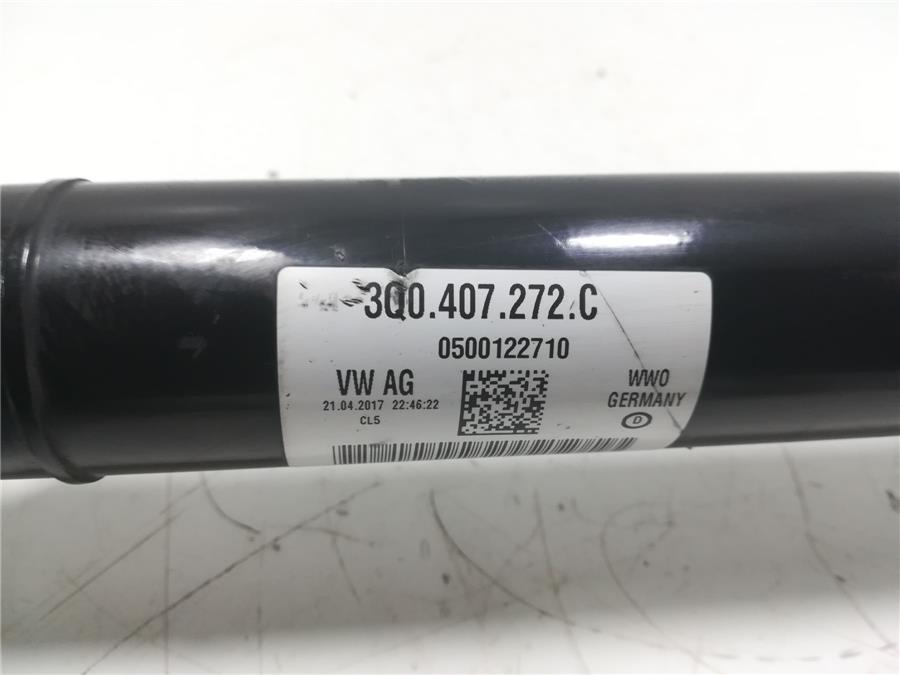 3Q0.407.272.C
0500122710
VW AG
21.04.2017 22:46:22
CL5
WWO
GERMANY
D